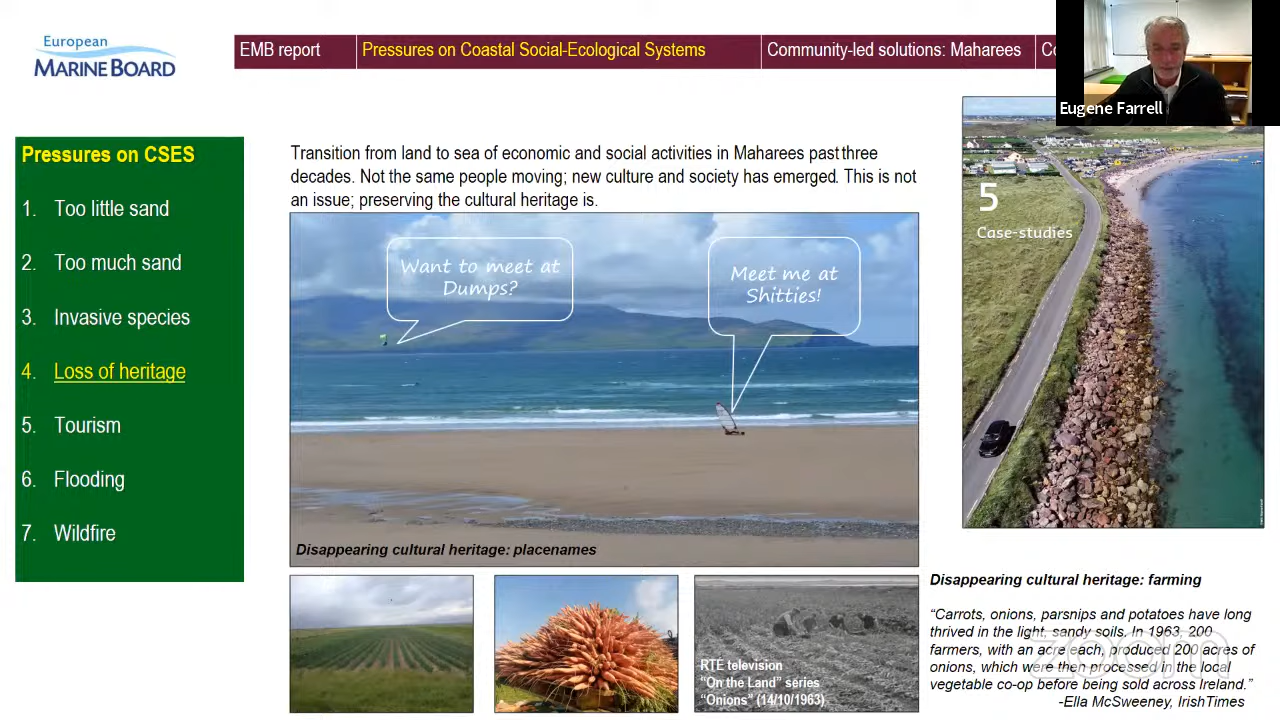 European
MARINE BOARD
EMB report
Pressures on Coastal Social-Ecological Systems
Community-led solutions: Maharees
Co
Eugene Farrell
Pressures on CSES
1. Too little sand
2. Too much sand
3. Invasive species
4. Loss of heritage
5. Tourism
6. Flooding
7. Wildfire
Transition from land to sea of economic and social activities in Maharees past three
decades. Not the same people moving; new culture and society has emerged. This is not
an issue; preserving the cultural heritage is.
Want to meet at
Dumps?
Meet me at
Shitties!
Disappearing cultural heritage: placenames
5
Case-studies
RTE television
"On the Land" series
"Onions" (14/10/1963)
Disappearing cultural heritage: farming
“Carrots, onions, parsnips and potatoes have long
thrived in the light, sandy soils. In 1963, 200
farmers, with an acre each, produced 200 acres of
onions, which were then processed in the local
vegetable co-op before being sold across Ireland.”
-Ella McSweeney, IrishTimes
zoom